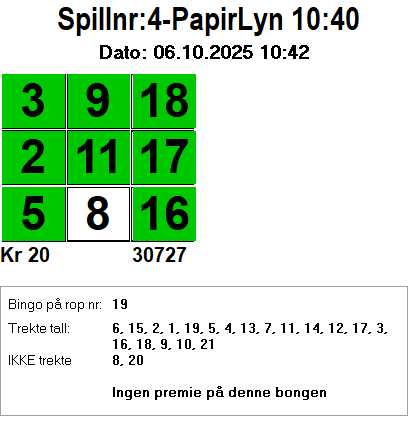 Spillnr:4-PapirLyn 10:40
Dato: 06.10.2025 10:42
3 9 18
2 11 17
5 8 16
Kr 20 30727
Bingo på rop nr: 19
Trekte tall: 6, 15, 2, 1, 19, 5, 4, 13, 7, 11, 14, 12, 17, 3,
16, 18, 9, 10, 21
IKKE trekte 8, 20
Ingen premie på denne bongen